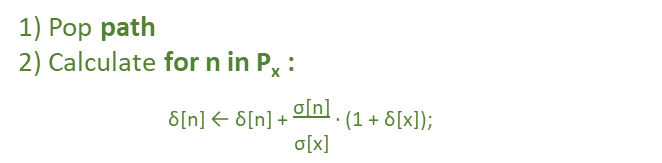 1) Pop path
2) Calculate for n in Px :
δ[n] ← δ[n] + σ[n]/σ[x] · (1 + δ[x]);